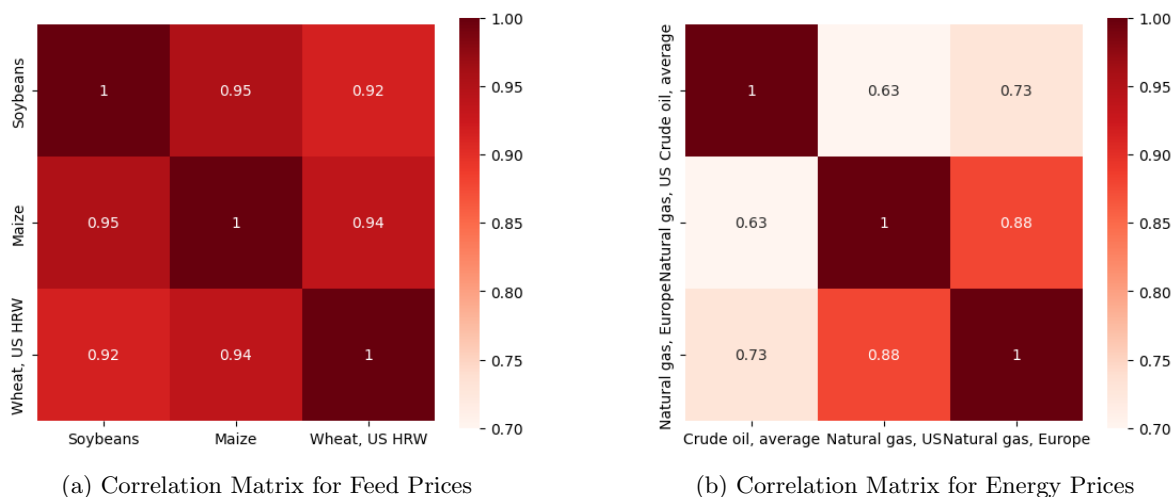 Soybeans
Maize
Wheat, US HRW
1 0.95 0.92
0.95 1 0.94
0.92 0.94 1
Soybeans Maize Wheat, US HRW
1.00
0.95
0.90
0.85
0.80
0.75
0.70
(a) Correlation Matrix for Feed Prices
Crude oil, average
Natural gas, US
Natural gas, Europe
1 0.63 0.73
0.63 1 0.88
0.73 0.88 1
Crude oil, average Natural gas, US Natural gas, Europe
1.00
0.95
0.90
0.85
0.80
0.75
0.70
(b) Correlation Matrix for Energy Prices